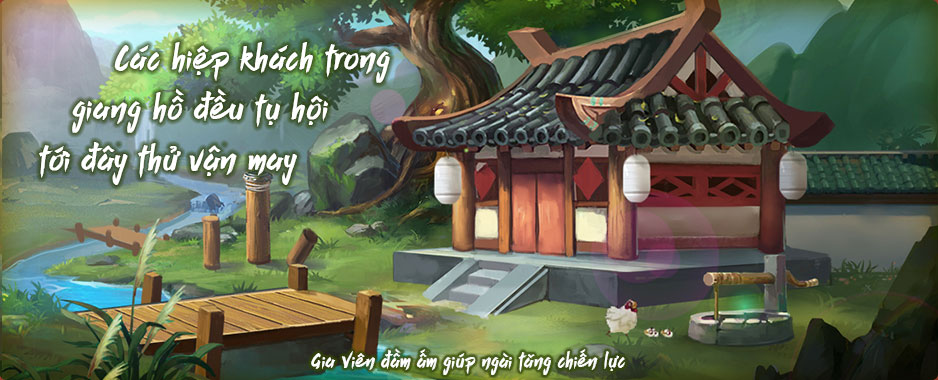 Các hiệp khách trong
giang hồ đều tụ hội
tới đây thử vận may
Gia Viên đầm ấm giúp ngài tăng chiến lực